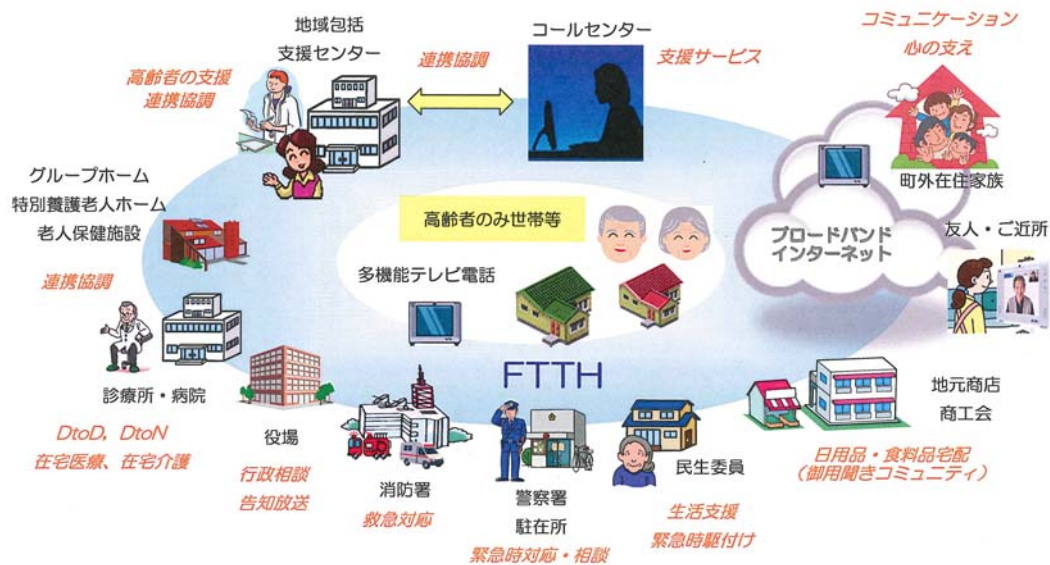 地域包括
支援センター
高齢者の支援
連携協調
連携協調
コールセンター
支援サービス
コミュニケーション
心の支え
町外在住家族
グループホーム
特別養護老人ホーム
老人保健施設
連携協調
高齢者のみ世帯等
多機能テレビ電話
ブロードバンド
インターネット
友人・ご近所
FTTH
診療所・病院
DtoD, DtoN
在宅医療、在宅介護
役場
行政相談
告知放送
消防署
救急対応
警察署
駐在所
緊急時対応・相談
民生委員
生活支援
緊急時駆付け
地元商店
商工会
日用品・食料品宅配
（御用聞きコミュニティ）